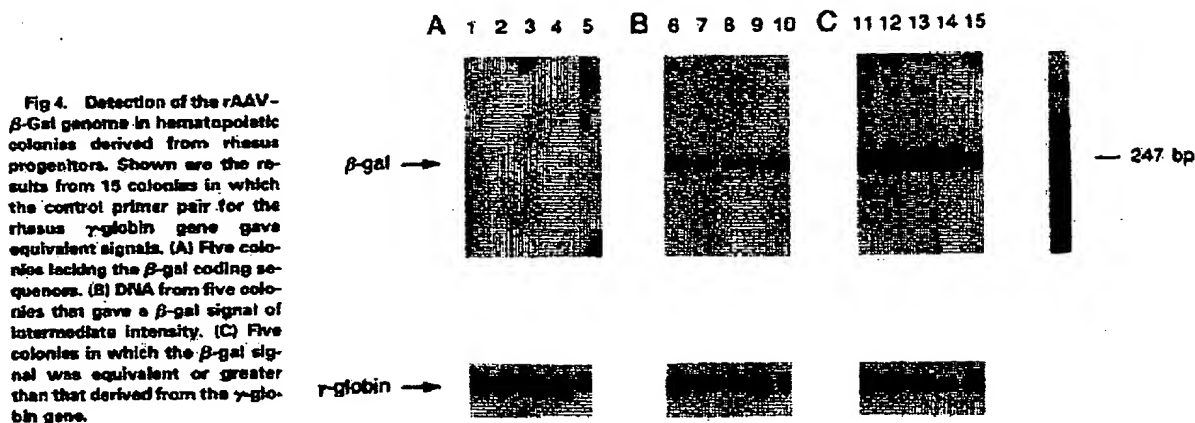 A 1 2 3 4 5 B 6 7 8 9 10 C 11 12 13 14 15
Fig 4. Detection of the rAAV-
β-Gal genome in hematopoietic
colonies derived from rhesus
progenitors. Shown are the re-
sults from 15 colonies in which
the control primer pair for the
rhesus γ-globin gene gave
equivalent signals. (A) Five colo-
nies lacking the β-gal coding se-
quences. (B) DNA from five colo-
nies that gave a β-gal signal of
intermediate intensity. (C) Five
colonies in which the β-gal sig-
nal was equivalent or greater
than that derived from the γ-glo-
bin gene.
β-gal
247 bp
γ-globin